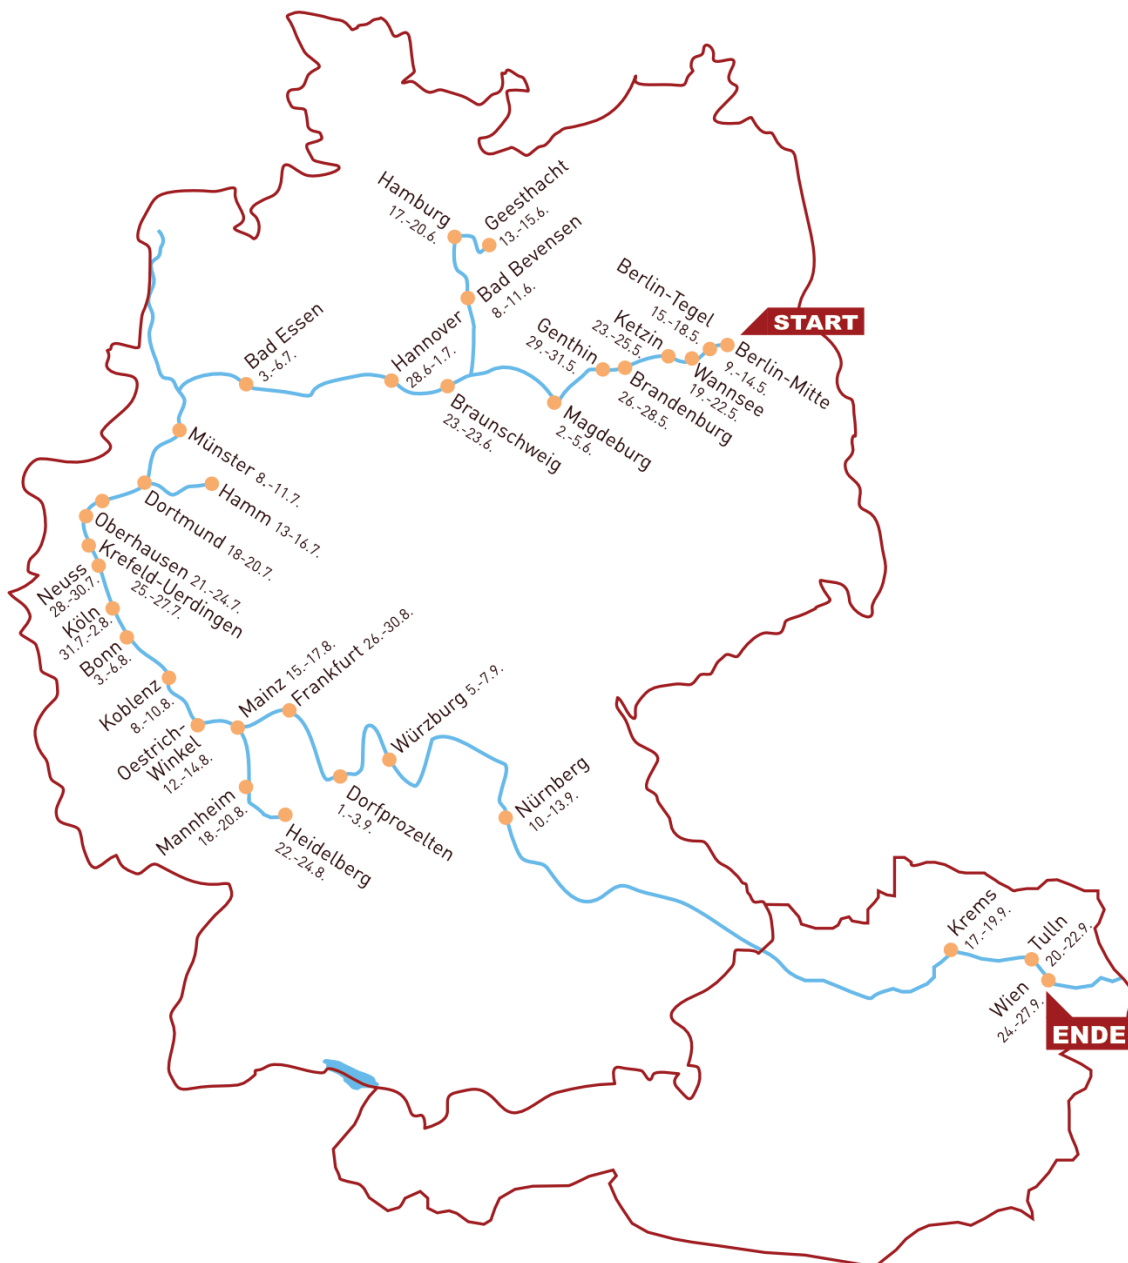 Hamburg
17.-20.6.
Geesthacht
13.-15.6.
Bad Bevensen
8.-11.6.
Berlin-Tegel
15.-18.5.
START
Berlin-Mitte
9.-14.5.
Ketzin
23.-25.5.
Wannsee
19.-22.5.
Genthin
29.-31.5.
Brandenburg
26.-28.5.
Magdeburg
2.-5.6.
Hannover
28.6-1.7.
Braunschweig
23.-23.6.
Bad Essen
3.-6.7.
Münster 8.-11.7.
Hamm 13-16.7.
Dortmund 18-20.7.
Oberhausen 21.-24.7.
Krefeld-Uerdingen
25.-27.7.
Neuss
28.-30.7.
Köln
31.7.-2.8.
Bonn
3.-6.8.
Koblenz
8.-10.8.
Oestrich-
Winkel
12.-14.8.
Mainz 15.-17.8.
Frankfurt 26.-30.8.
Mannheim
18.-20.8.
Heidelberg
22.-24.8.
Dorfprozelten
1.-3.9.
Würzburg 5.-7.9.
Nürnberg
10.-13.9.
Krems
17.-19.9.
Tulln
20.-22.9.
Wien
24.-27.9.
ENDE